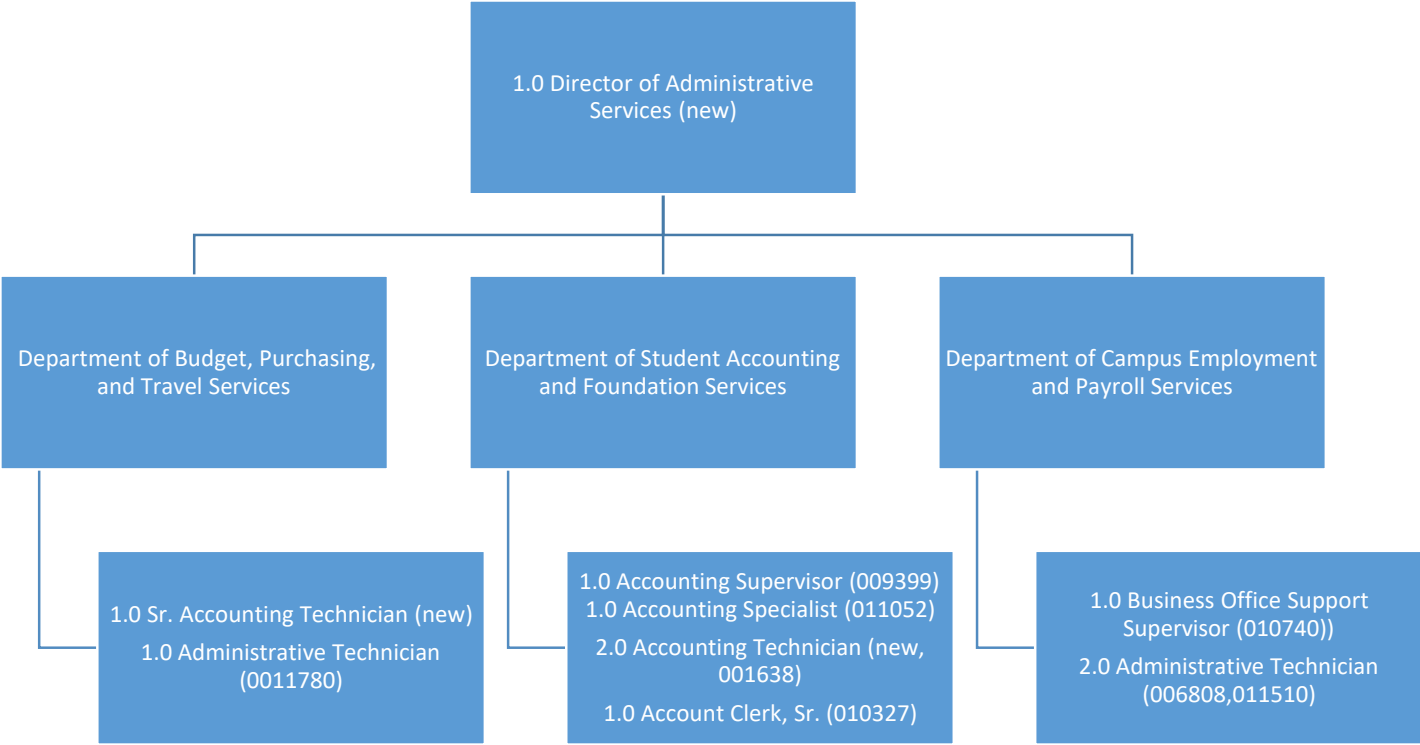 1.0 Director of Administrative
Services (new)
Department of Budget, Purchasing,
and Travel Services
Department of Student Accounting
and Foundation Services
Department of Campus Employment
and Payroll Services
1.0 Sr. Accounting Technician (new)
1.0 Administrative Technician
(0011780)
1.0 Accounting Supervisor (009399)
1.0 Accounting Specialist (011052)
2.0 Accounting Technician (new,
001638)
1.0 Account Clerk, Sr. (010327)
1.0 Business Office Support
Supervisor (010740))
2.0 Administrative Technician
(006808,011510)